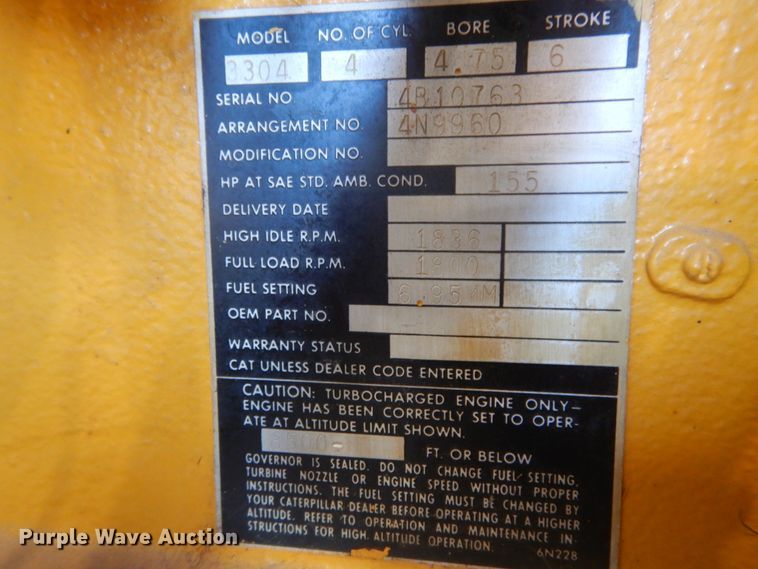 MODEL NO. OF CYL. BORE STROKE
3304 4 4.75 6
SERIAL NO. 4B10763
ARRANGEMENT NO. 4N9960
MODIFICATION NO.
HP AT SAE STD. AMB. COND. 155
DELIVERY DATE
HIGH IDLE R.P.M. 1836
FULL LOAD R.P.M. 1800
FUEL SETTING
OEM PART NO.
WARRANTY STATUS
CAT UNLESS DEALER CODE ENTERED
CAUTION: TURBOCHARGED ENGINE ONLY—
ENGINE HAS BEEN CORRECTLY SET TO OPER-
ATE AT ALTITUDE LIMIT SHOWN.
FT. OR BELOW
GOVERNOR IS SEALED. DO NOT CHANGE FUEL SETTING,
TURBINE NOZZLE OR ENGINE SPEED WITHOUT PROPER
INSTRUCTIONS. THE FUEL SETTING MUST BE CHANGED BY
YOUR CATERPILLAR DEALER BEFORE OPERATING AT A HIGHER
ALTITUDE. REFER TO OPERATION AND MAINTENANCE IN-
STRUCTIONS FOR HIGH ALTITUDE OPERATION.
6N228
Purple Wave Auction